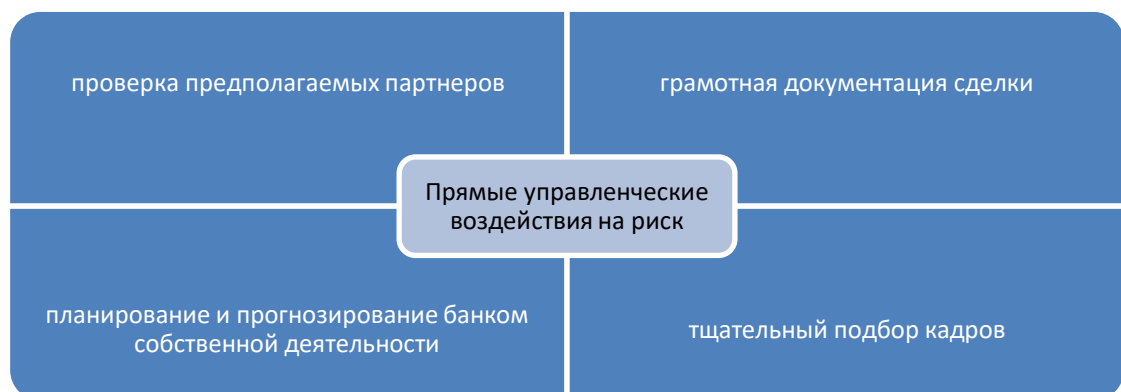 проверка предполагаемых партнеров
грамотная документация сделки
Прямые управленческие
воздействия на риск
планирование и прогнозирование банком
собственной деятельности
тщательный подбор кадров